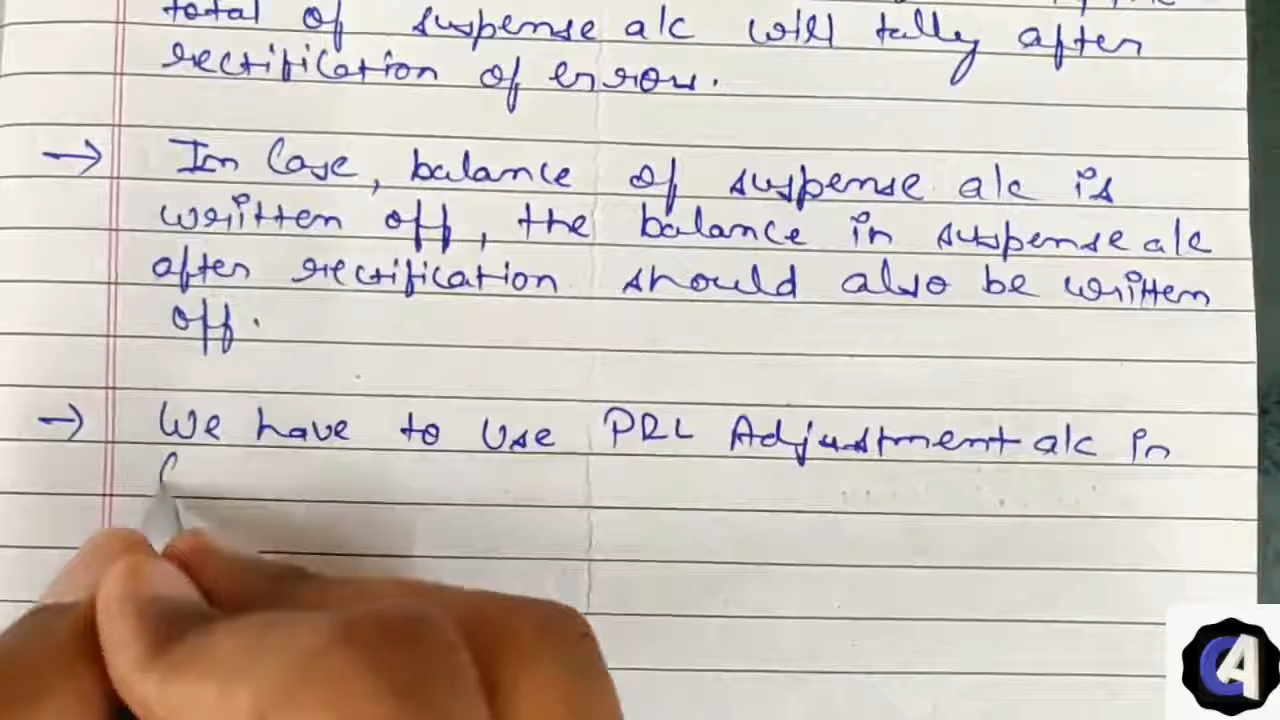 total of suspense a/c will tally after
rectification of error.
→ In Case, balance of suspense a/c is
written off, the balance in suspense a/c
after rectification should also be written
off.
→ We have to Use P&L Adjustment a/c in
C
CA